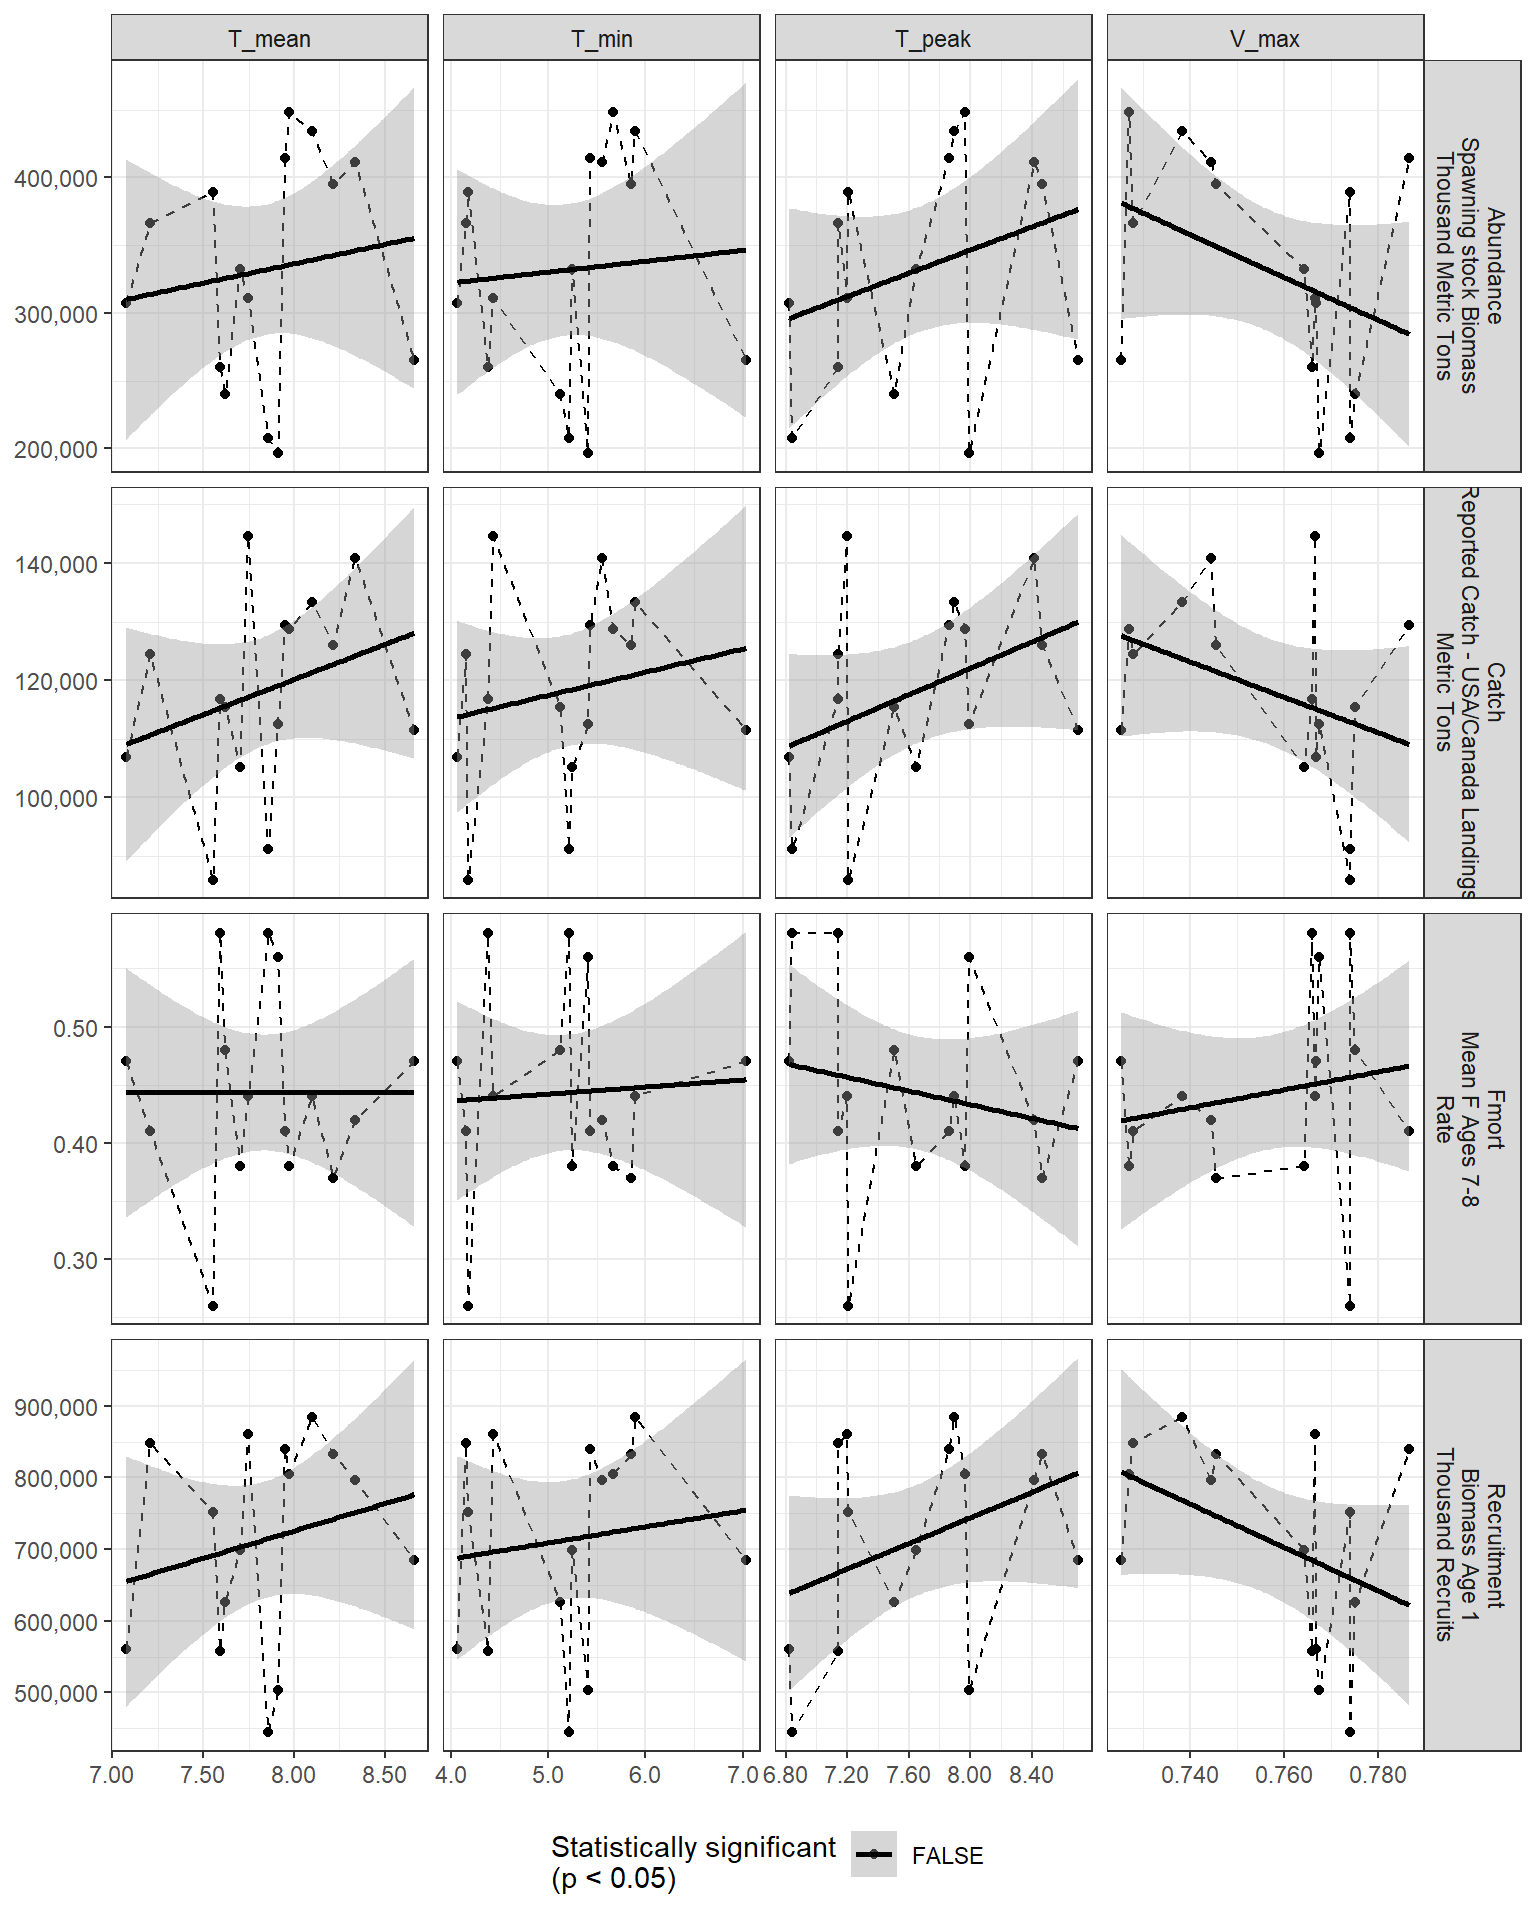 T_mean
T_min
T_peak
V_max
400,000
300,000
200,000
Abundance
Spawning stock Biomass
Thousand Metric Tons
140,000
120,000
100,000
Catch
Reported Catch - USA/Canada Landings
Metric Tons
0.50
0.40
0.30
Fmort
Mean F Ages 7-8
Rate
900,000
800,000
700,000
600,000
500,000
Recruitment
Biomass Age 1
Thousand Recruits
7.00 7.50 8.00 8.50
4.0 5.0 6.0 7.0
6.80 7.20 7.60 8.00 8.40
0.740 0.760 0.780
Statistically significant
(p < 0.05)
FALSE